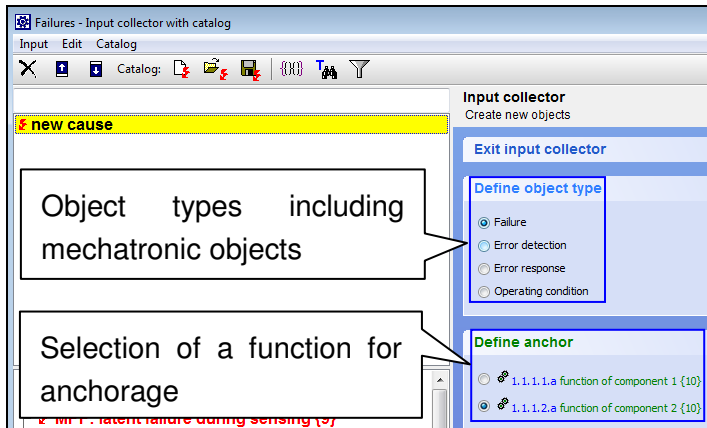 Failures - Input collector with catalog
Input Edit Catalog
Catalog:
new cause
Input collector
Create new objects
Exit input collector
Define object type
Failure
Error detection
Error response
Operating condition
Object types including
mechatronic objects
Define anchor
1.1.1.1.a function of component 1 {10}
1.1.1.2.a function of component 2 {10}
Selection of a function for
anchorage
latent failure during sensing {9}